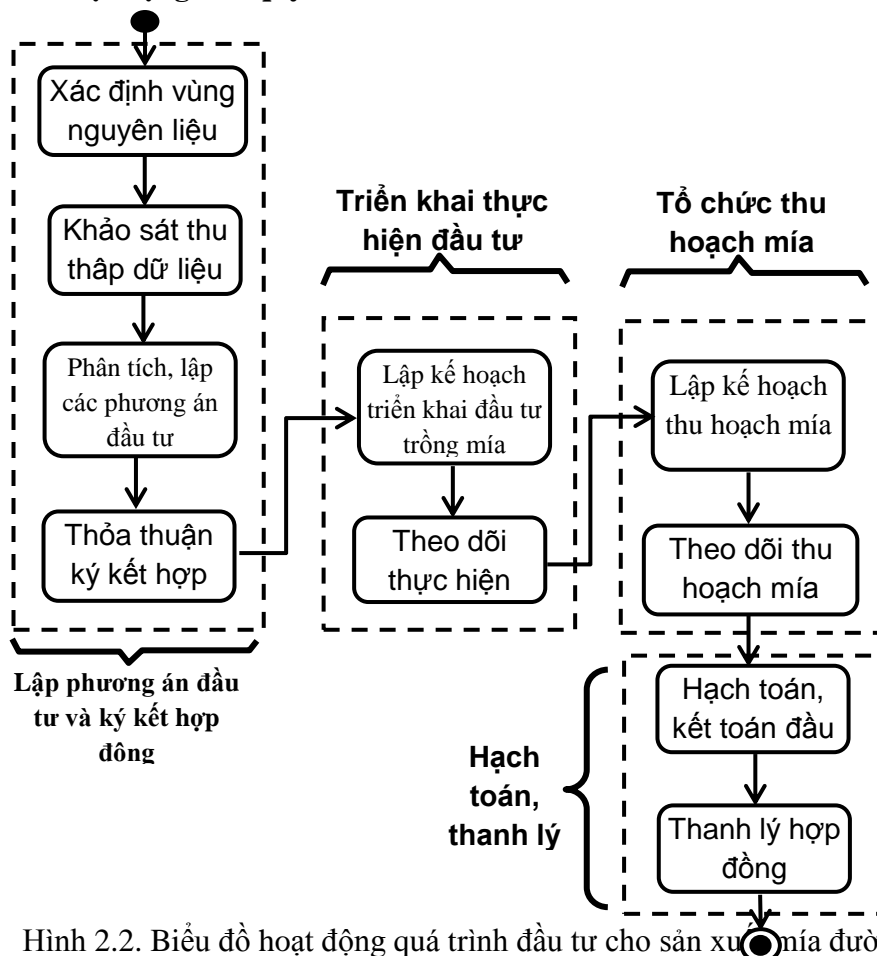 Xác định vùng
nguyên liệu
Khảo sát thu
thâp dữ liệu
Phân tích, lập
các phương án
đầu tư
Thỏa thuận
ký kết hợp
Lập phương án đầu
tư và ký kết hợp
đông
Triển khai thực
hiện đầu tư
Lập kế hoạch
triển khai đầu tư
trồng mía
Theo dõi
thực hiện
Tổ chức thu
hoạch mía
Lập kế hoạch
thu hoạch mía
Theo dõi thu
hoạch mía
Hạch
toán,
thanh lý
Hạch toán,
kết toán đầu
Thanh lý hợp
đồng
Hình 2.2. Biểu đồ hoạt động quá trình đầu tư cho sản mía